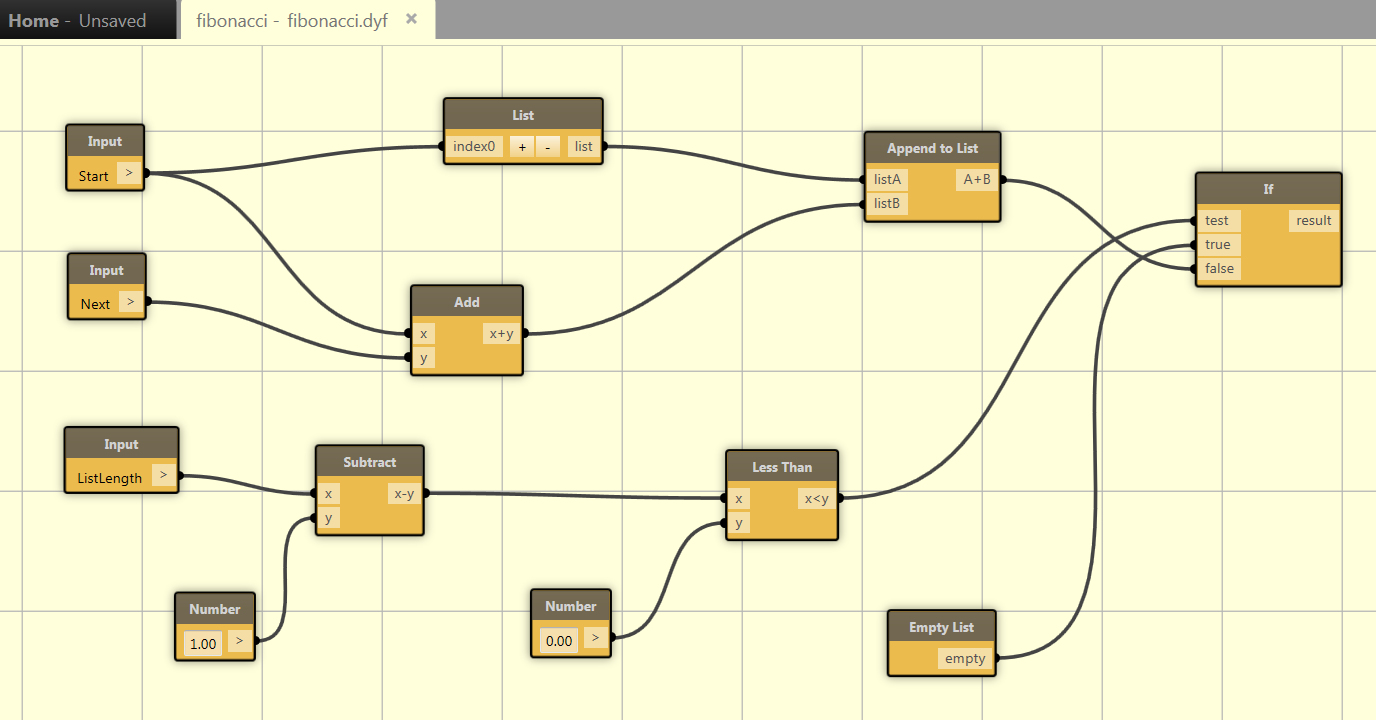 Home - Unsaved
fibonacci - fibonacci.dyf ×
List
index0 + - list
Input
Start >
Append to List
listA A+B
listB
If
test result
true
false
Input
Next >
Add
x x+y
y
Input
ListLength >
Subtract
x x-y
y
Less Than
x x<y
y
Number
1.00 >
Number
0.00 >
Empty List
empty